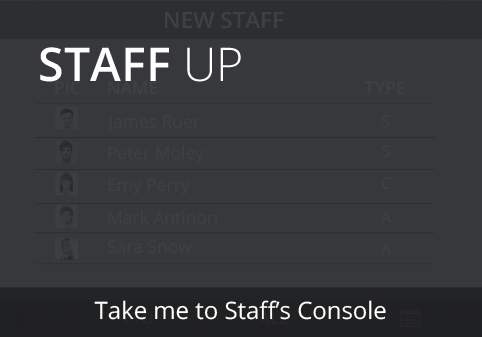 NEW STAFF
STAFF UP
PIC NAME TYPE
James Ruer S
Peter Moley S
Emy Perry C
Mark Antinon A
Sara Snow A
Take me to Staff's Console